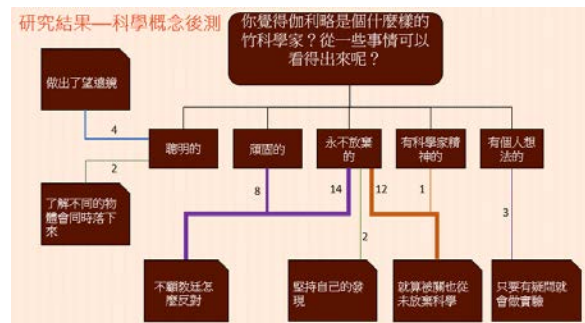 研究結果—科學概念後測
你覺得伽利略是個什麼樣的
竹科學家？從一些事情可以
看得出來呢？
做出了望遠鏡
4
2
聰明的
頑固的
永不放棄
的
有科學家精
神的
有個人想
法的
了解不同的物
體會同時落下
來
8
14
12
1
3
2
不顧教廷怎
麼反對
堅持自己的發
現
就算被關也從
未放棄科學
只要有疑問就
會做實驗